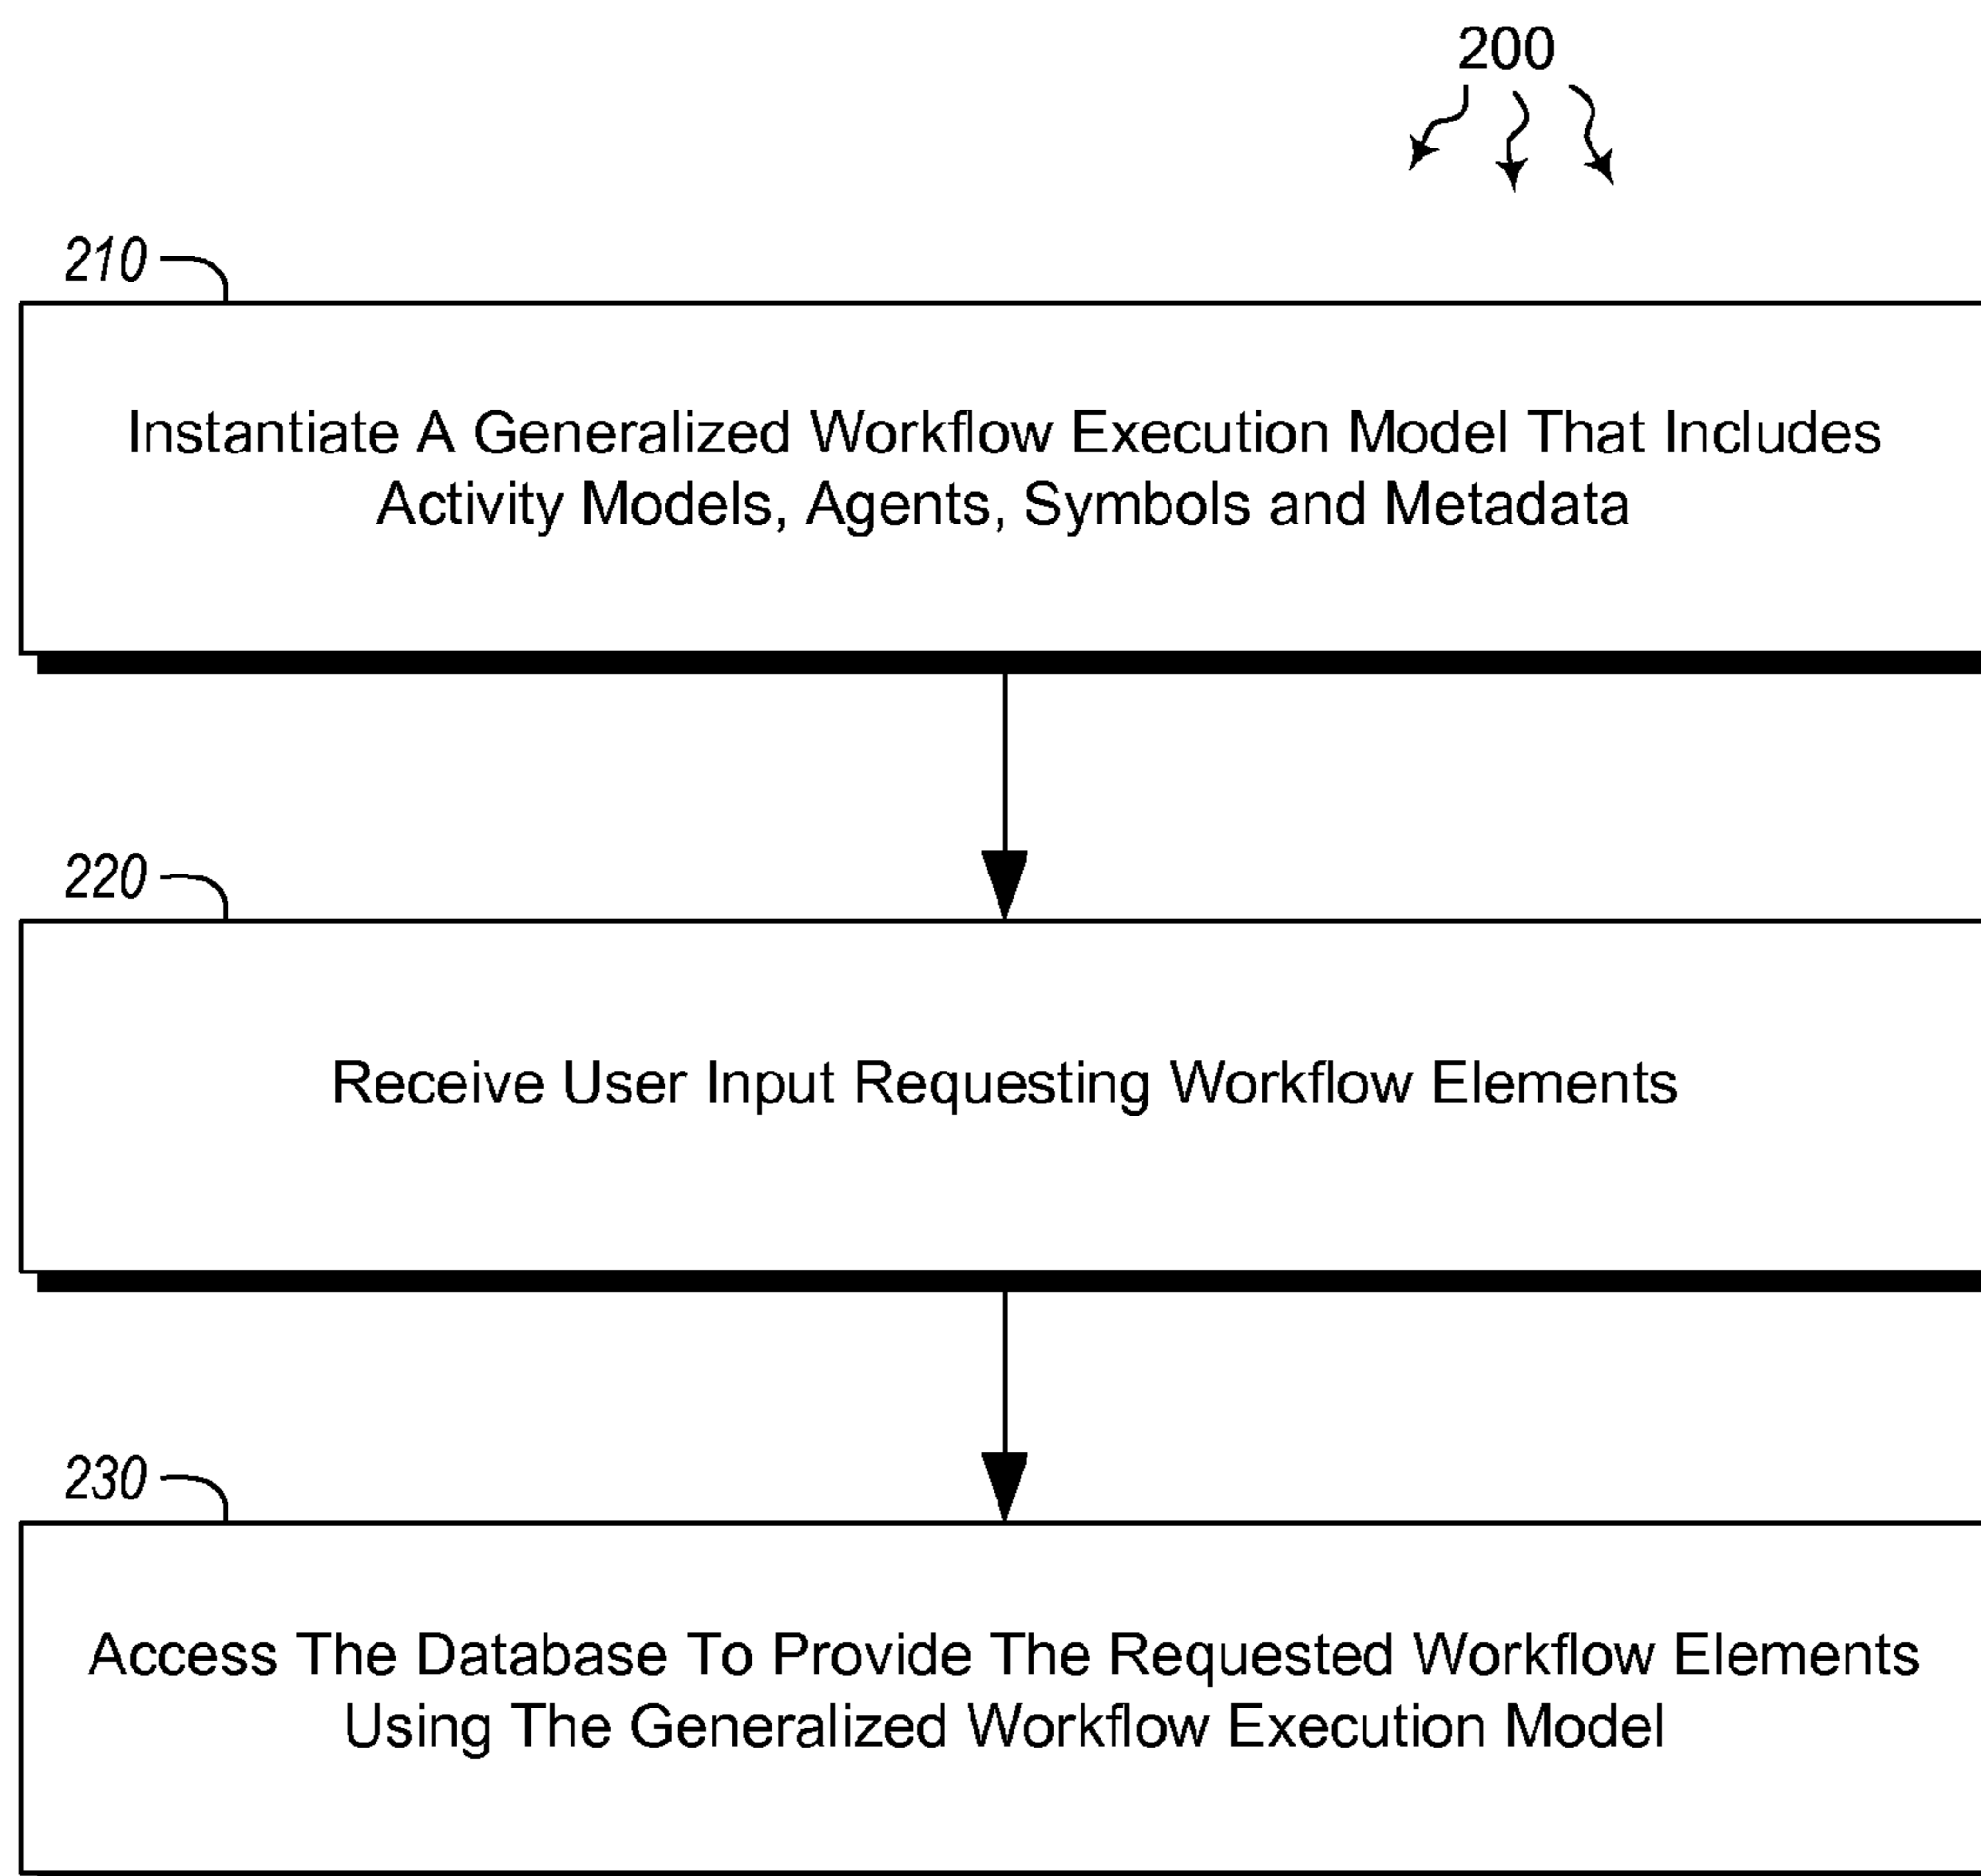 200
210
Instantiate A Generalized Workflow Execution Model That Includes
Activity Models, Agents, Symbols and Metadata
220
Receive User Input Requesting Workflow Elements
230
Access The Database To Provide The Requested Workflow Elements
Using The Generalized Workflow Execution Model